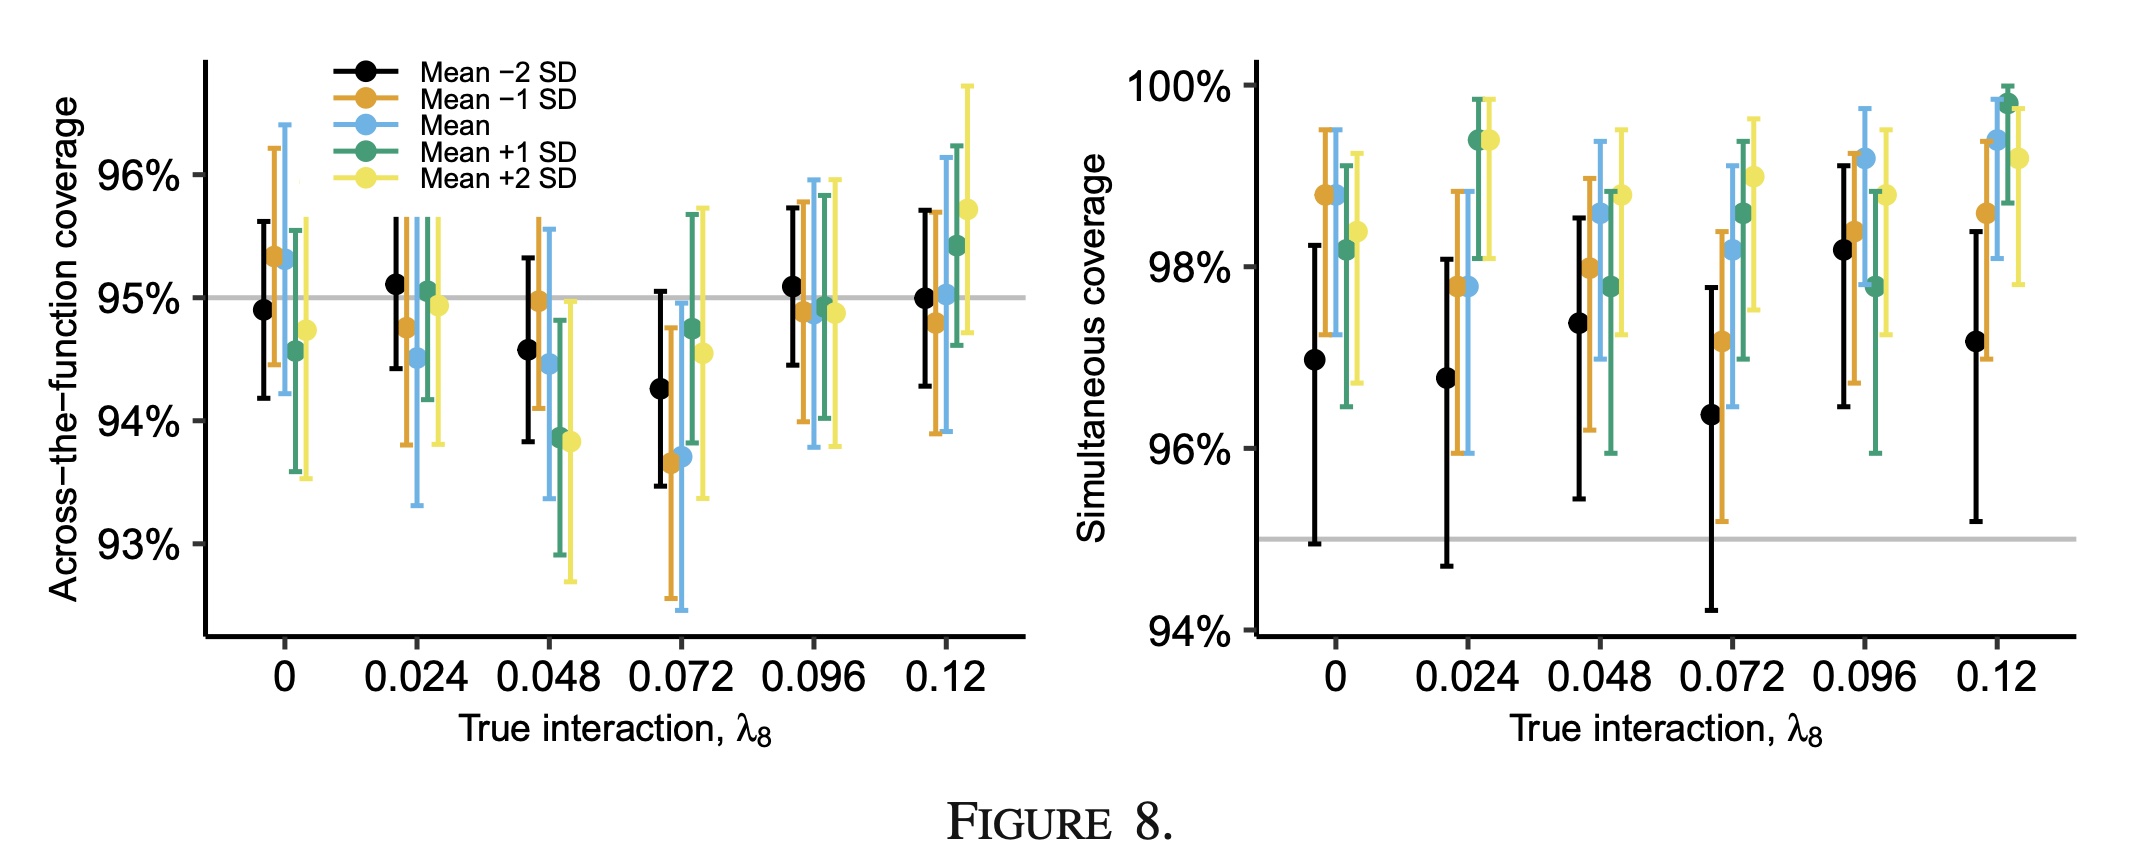 Mean −2 SD
Mean −1 SD
Mean
Mean +1 SD
Mean +2 SD
Across−the−function coverage
96%
95%
94%
93%
0 0.024 0.048 0.072 0.096 0.12
True interaction, λ8
Simultaneous coverage
100%
98%
96%
94%
0 0.024 0.048 0.072 0.096 0.12
True interaction, λ8
FIGURE 8.